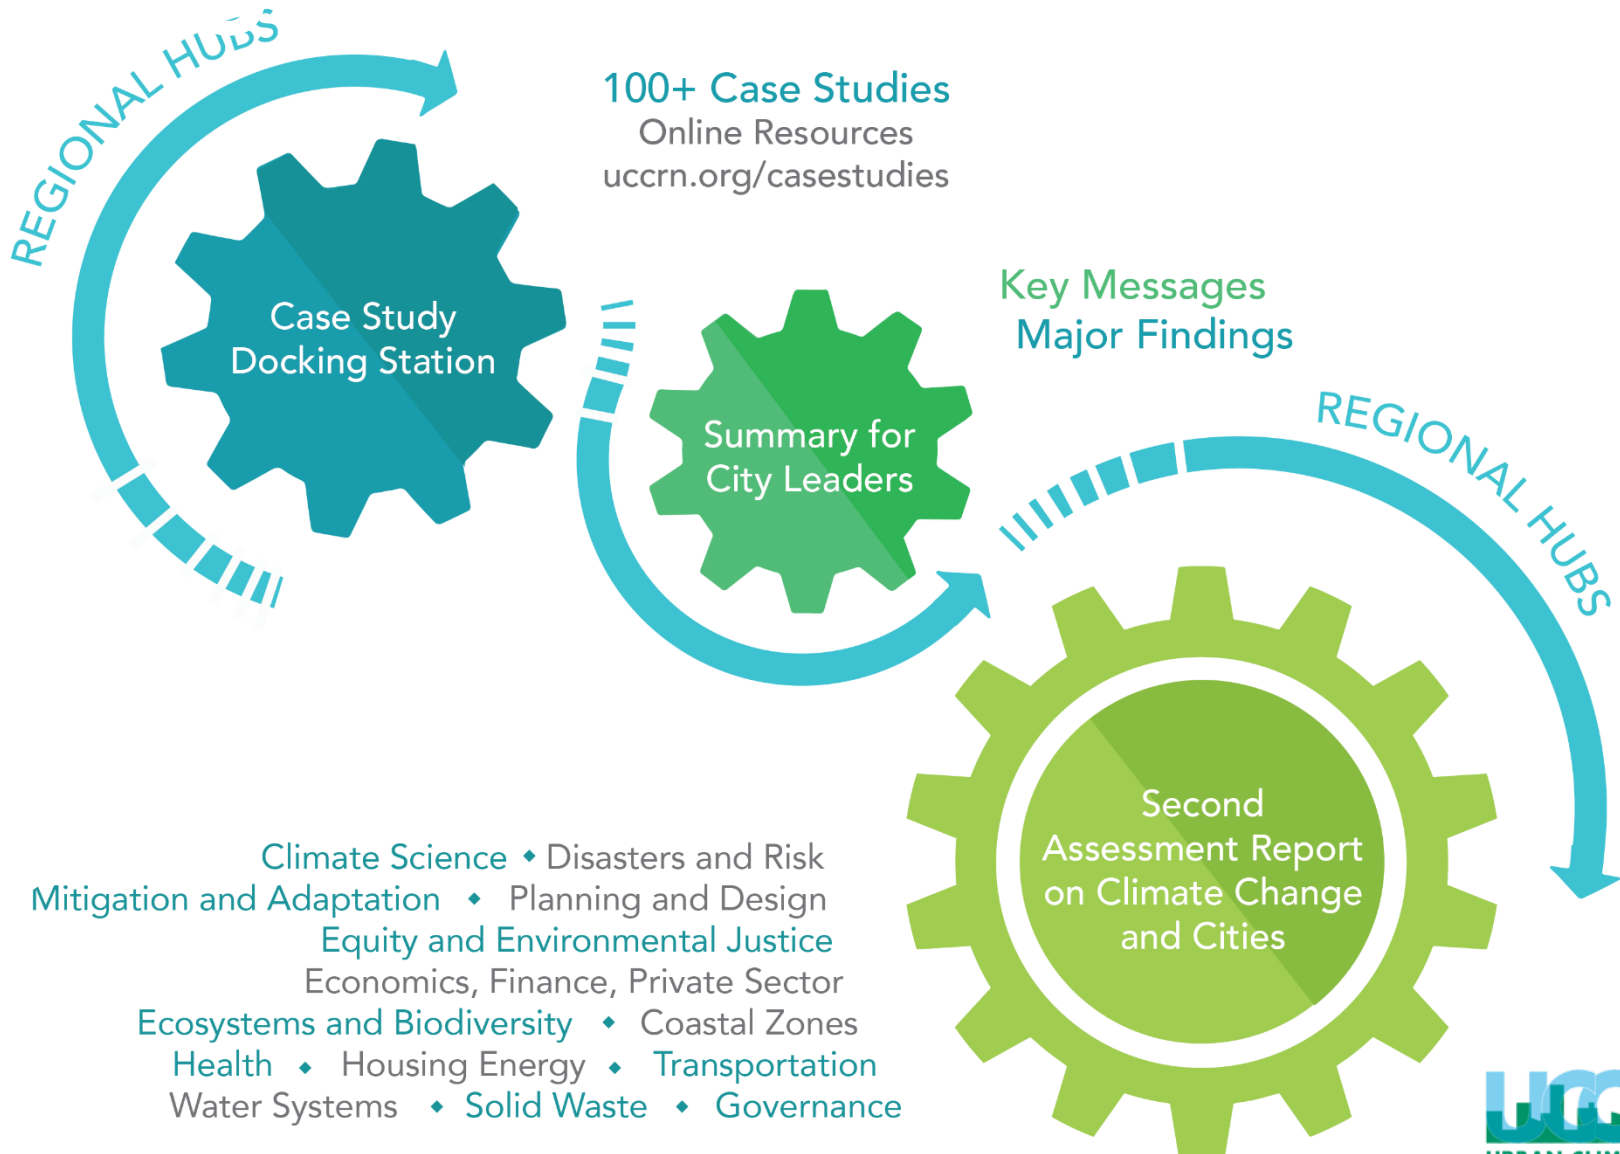 REGIONAL HUBS
100+ Case Studies
Online Resources
uccrn.org/casestudies
Case Study
Docking Station
Key Messages
Major Findings
Summary for
City Leaders
REGIONAL HUBS
Second
Assessment Report
on Climate Change
and Cities
Climate Science ◆ Disasters and Risk
Mitigation and Adaptation ◆ Planning and Design
Equity and Environmental Justice
Economics, Finance, Private Sector
Ecosystems and Biodiversity ◆ Coastal Zones
Health ◆ Housing Energy ◆ Transportation
Water Systems ◆ Solid Waste ◆ Governance